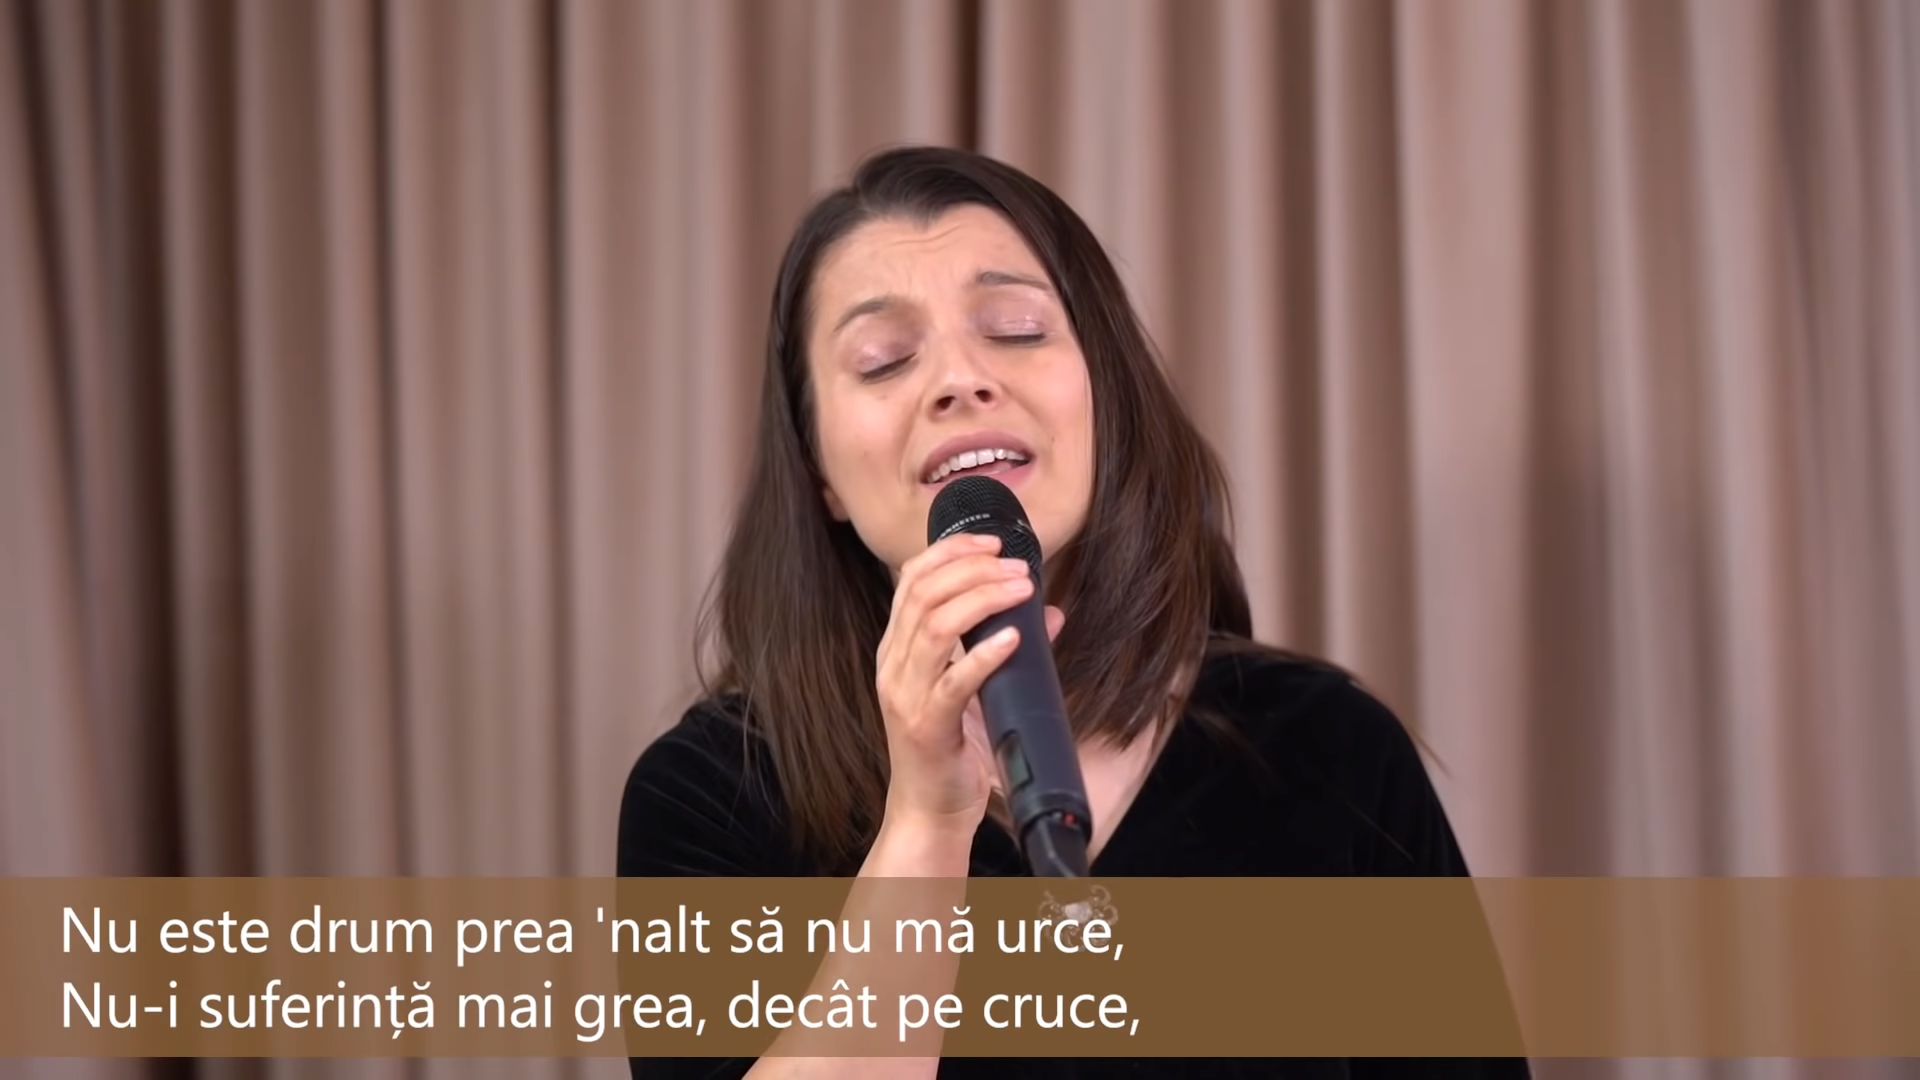 Nu este drum prea 'nalt să nu mă urce,
Nu-i suferință mai grea, decât pe cruce,